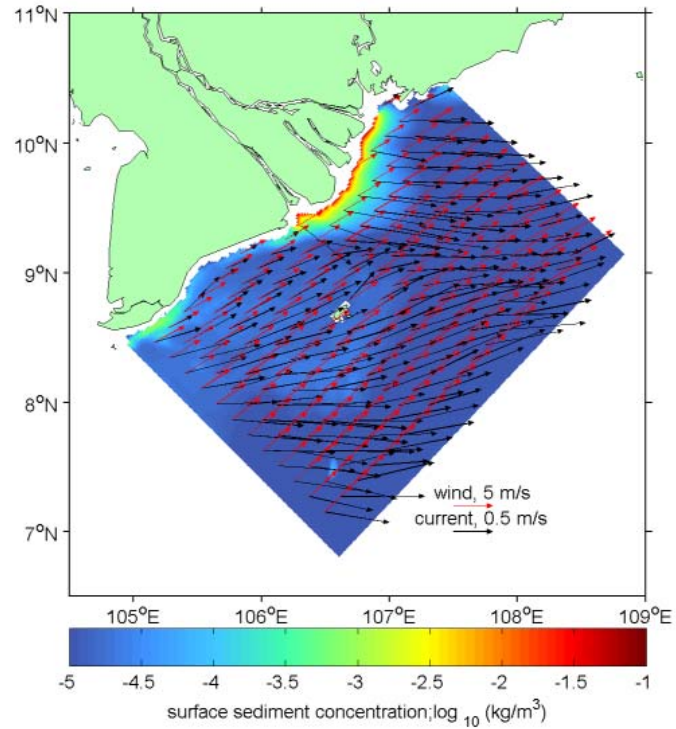 11°N
10°N
9°N
8°N
7°N
wind, 5 m/s
current, 0.5 m/s
105°E 106°E 107°E 108°E 109°E
-5 -4.5 -4 -3.5 -3 -2.5 -2 -1.5 -1
surface sediment concentration;log 10 (kg/m³)